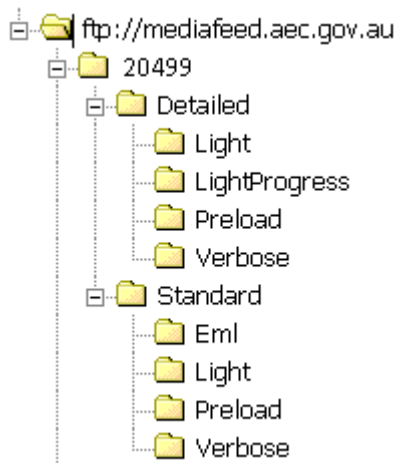 ftp://mediafeed.aec.gov.au
20499
Detailed
Light
LightProgress
Preload
Verbose
Standard
Eml
Light
Preload
Verbose